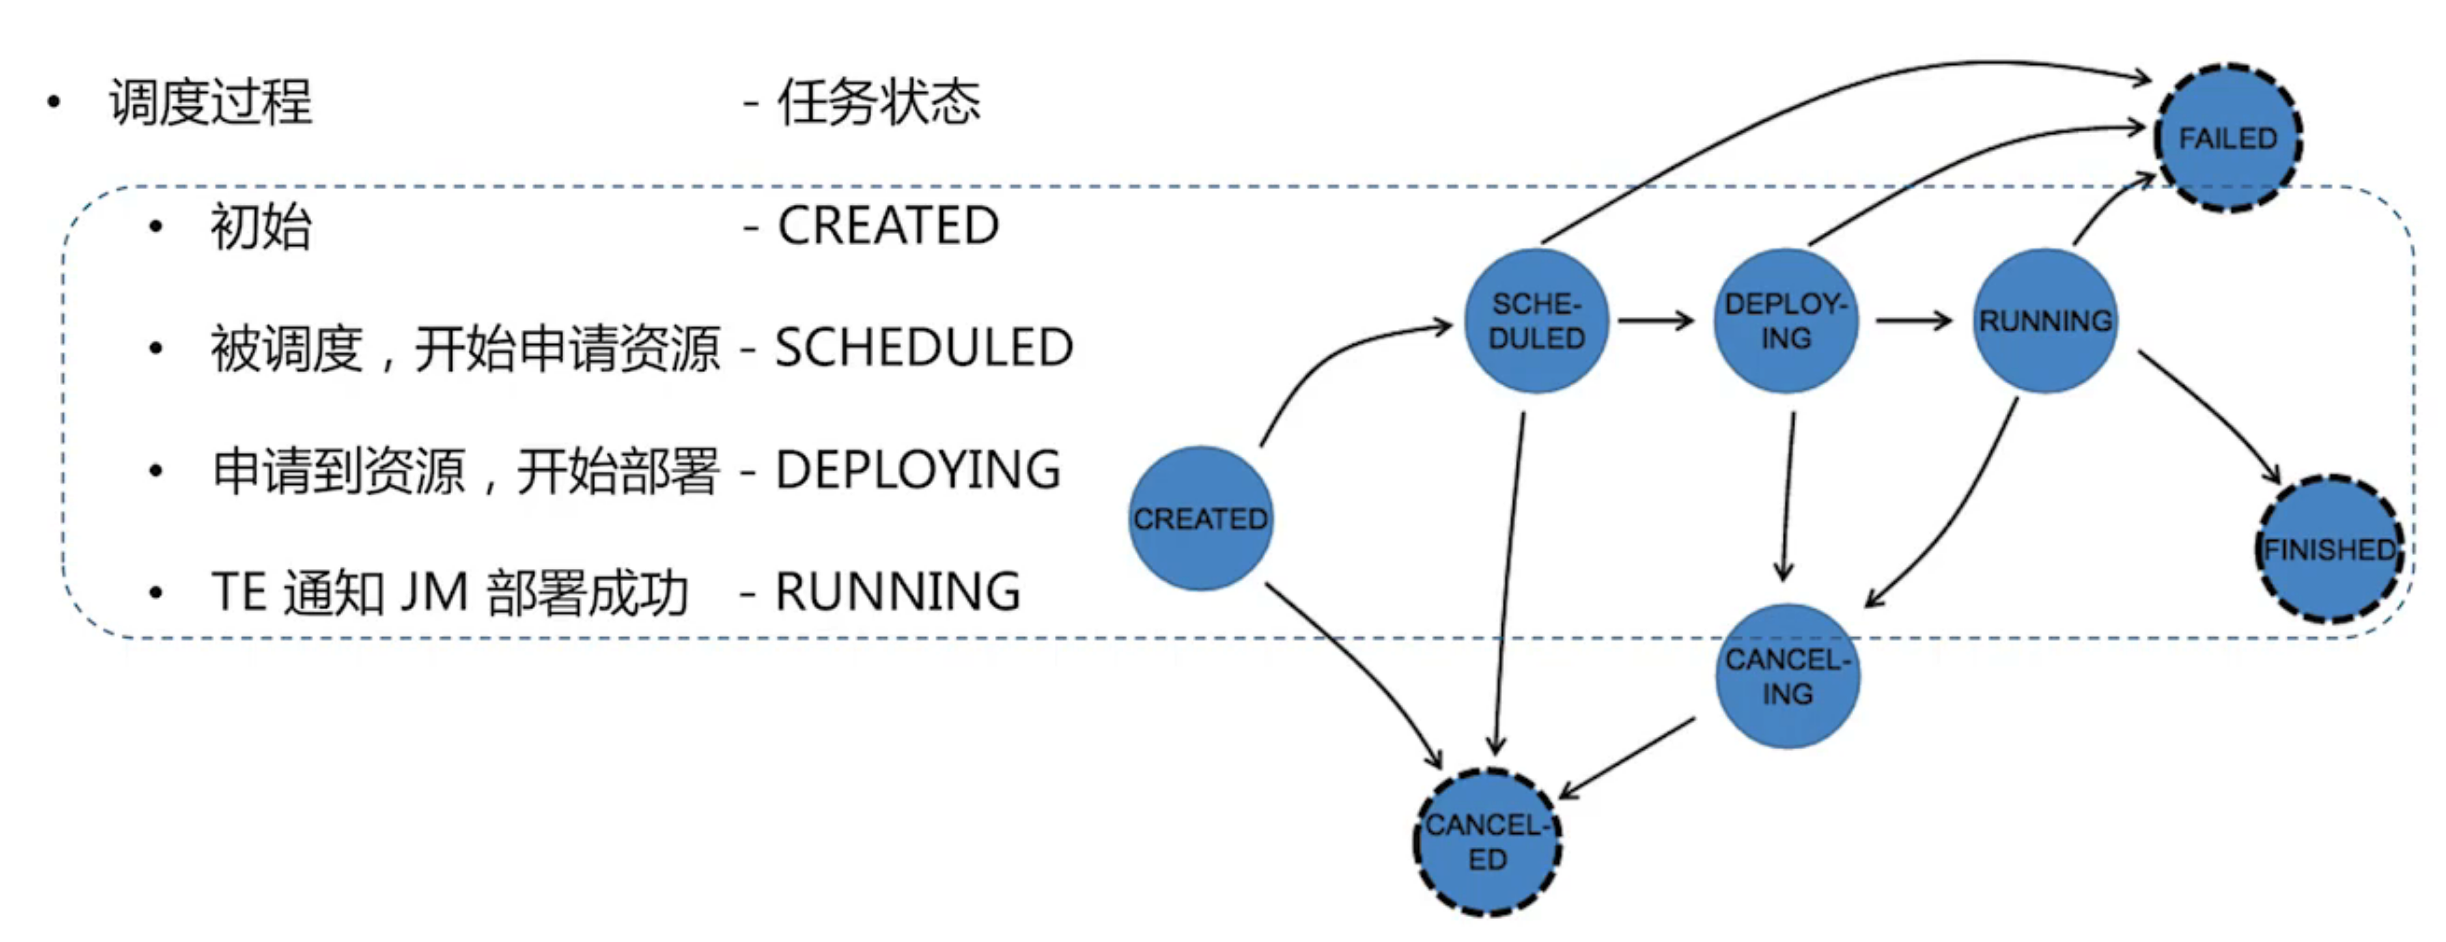 • 调度过程 - 任务状态
• 初始 - CREATED
• 被调度，开始申请资源 - SCHEDULED
• 申请到资源，开始部署 - DEPLOYING
• TE 通知 JM 部署成功 - RUNNING
FAILED
SCHE-
DULED
DEPLOY-
ING
RUNNING
CREATED
FINISHED
CANCEL-
ING
CANCEL-
ED